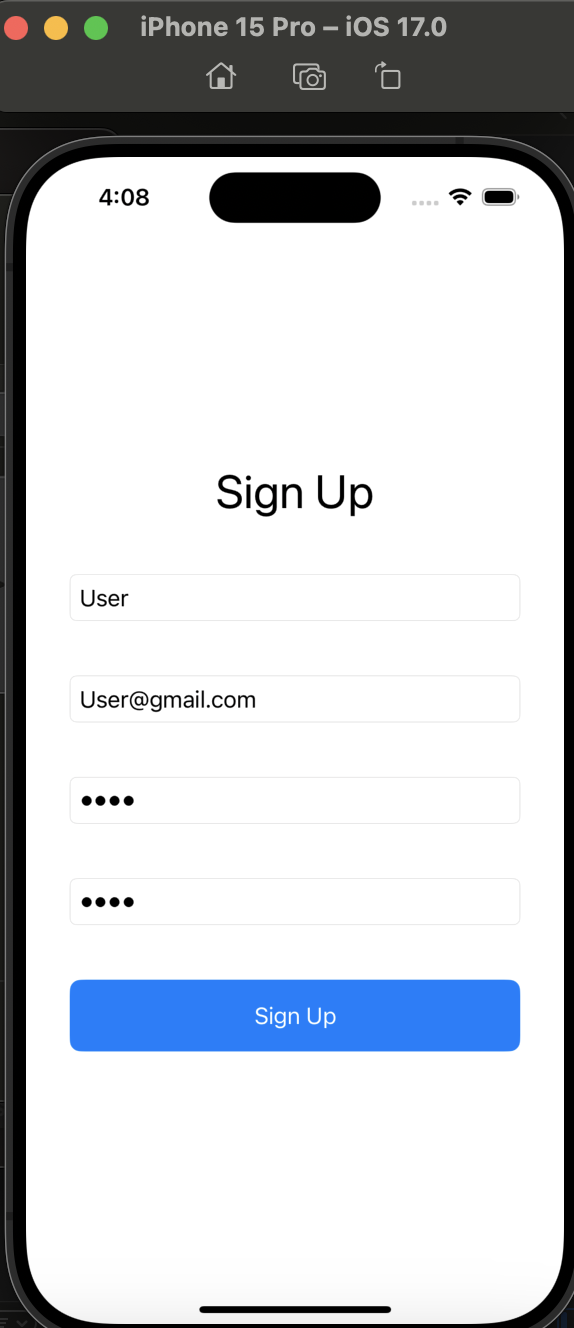 iPhone 15 Pro – iOS 17.0
4:08
Sign Up
User
User@gmail.com
••••
••••
Sign Up